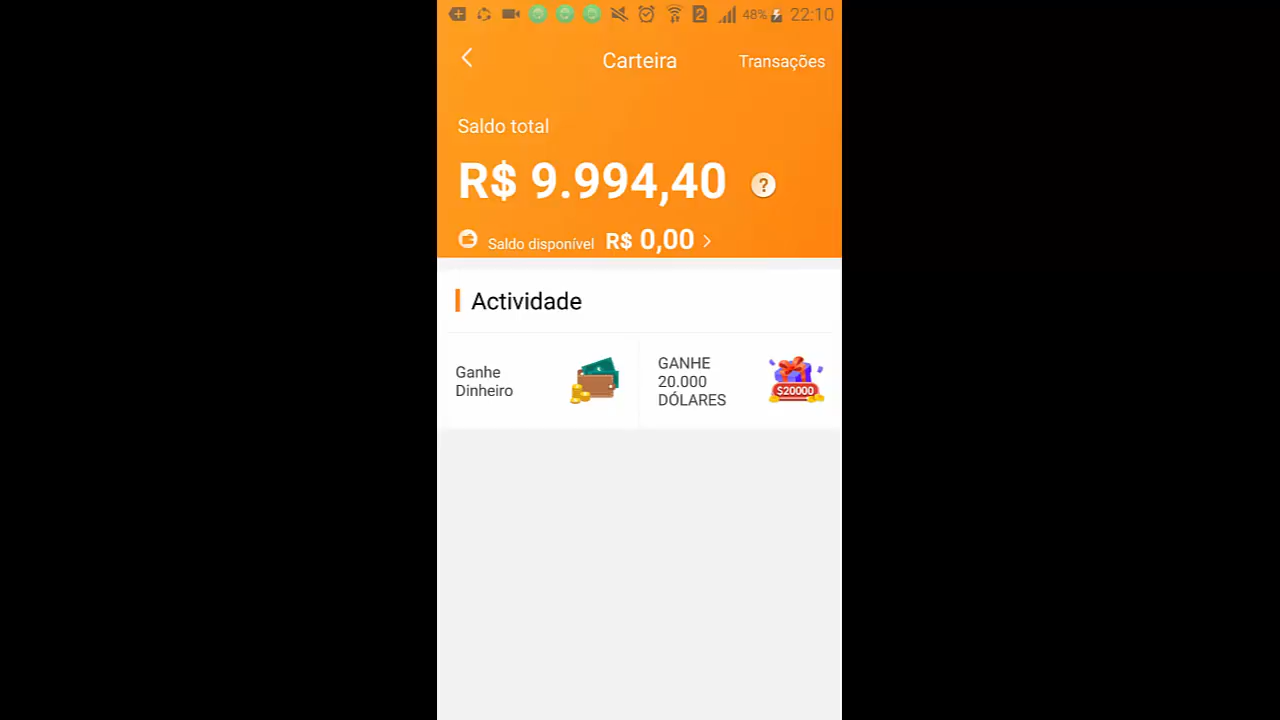 2 48% 22:10
Carteira Transações
Saldo total
R$ 9.994,40 ?
Saldo disponível R$ 0,00
Actividade
Ganhe
Dinheiro
GANHE
20.000
DÓLARES
$20000